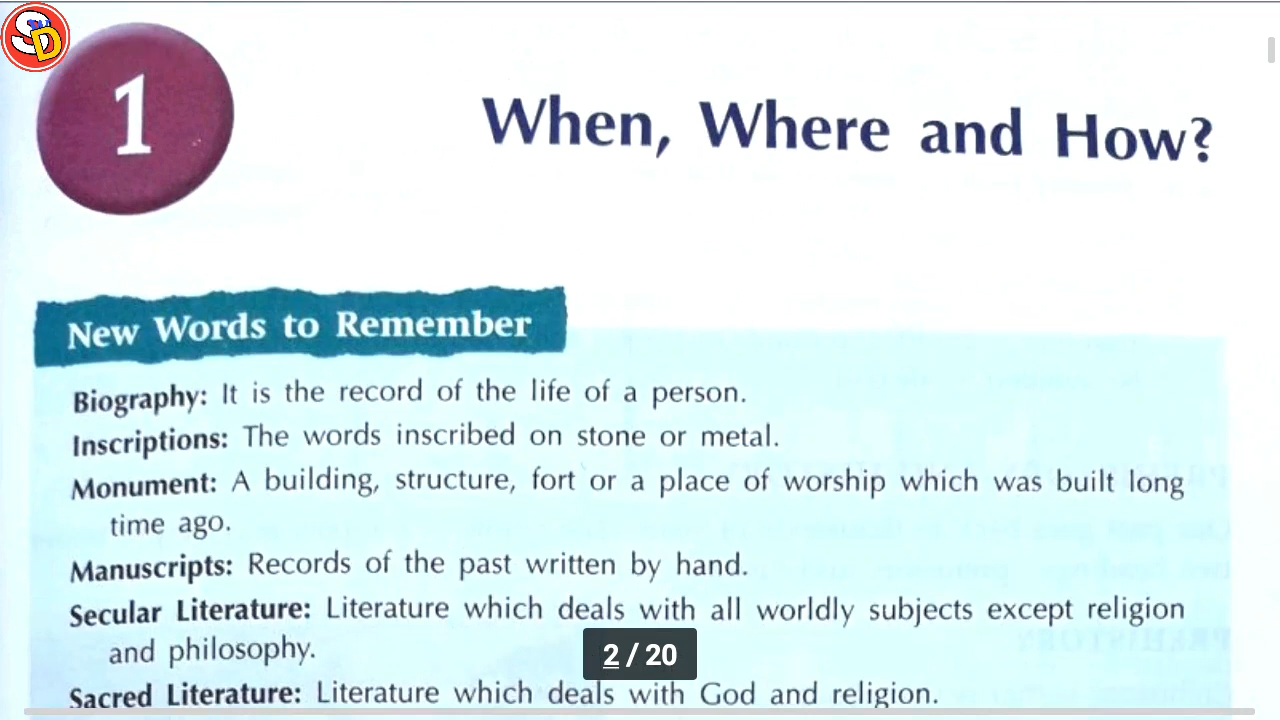 SD
1
When, Where and How?
New Words to Remember
Biography: It is the record of the life of a person.
Inscriptions: The words inscribed on stone or metal.
Monument: A building, structure, fort or a place of worship which was built long
time ago.
Manuscripts: Records of the past written by hand.
Secular Literature: Literature which deals with all worldly subjects except religion
and philosophy.
2 / 20
Sacred Literature: Literature which deals with God and religion.